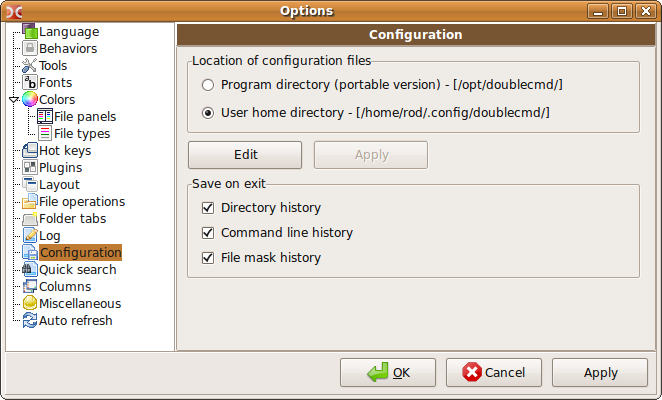 Options
Language
Behaviors
Tools
Fonts
Colors
File panels
File types
Hot keys
Plugins
Layout
File operations
Folder tabs
Log
Configuration
Quick search
Columns
Miscellaneous
Auto refresh
Configuration
Location of configuration files
Program directory (portable version) - [/opt/doublecmd/]
User home directory - [/home/rod/.config/doublecmd/]
Edit Apply
Save on exit
Directory history
Command line history
File mask history
OK Cancel Apply